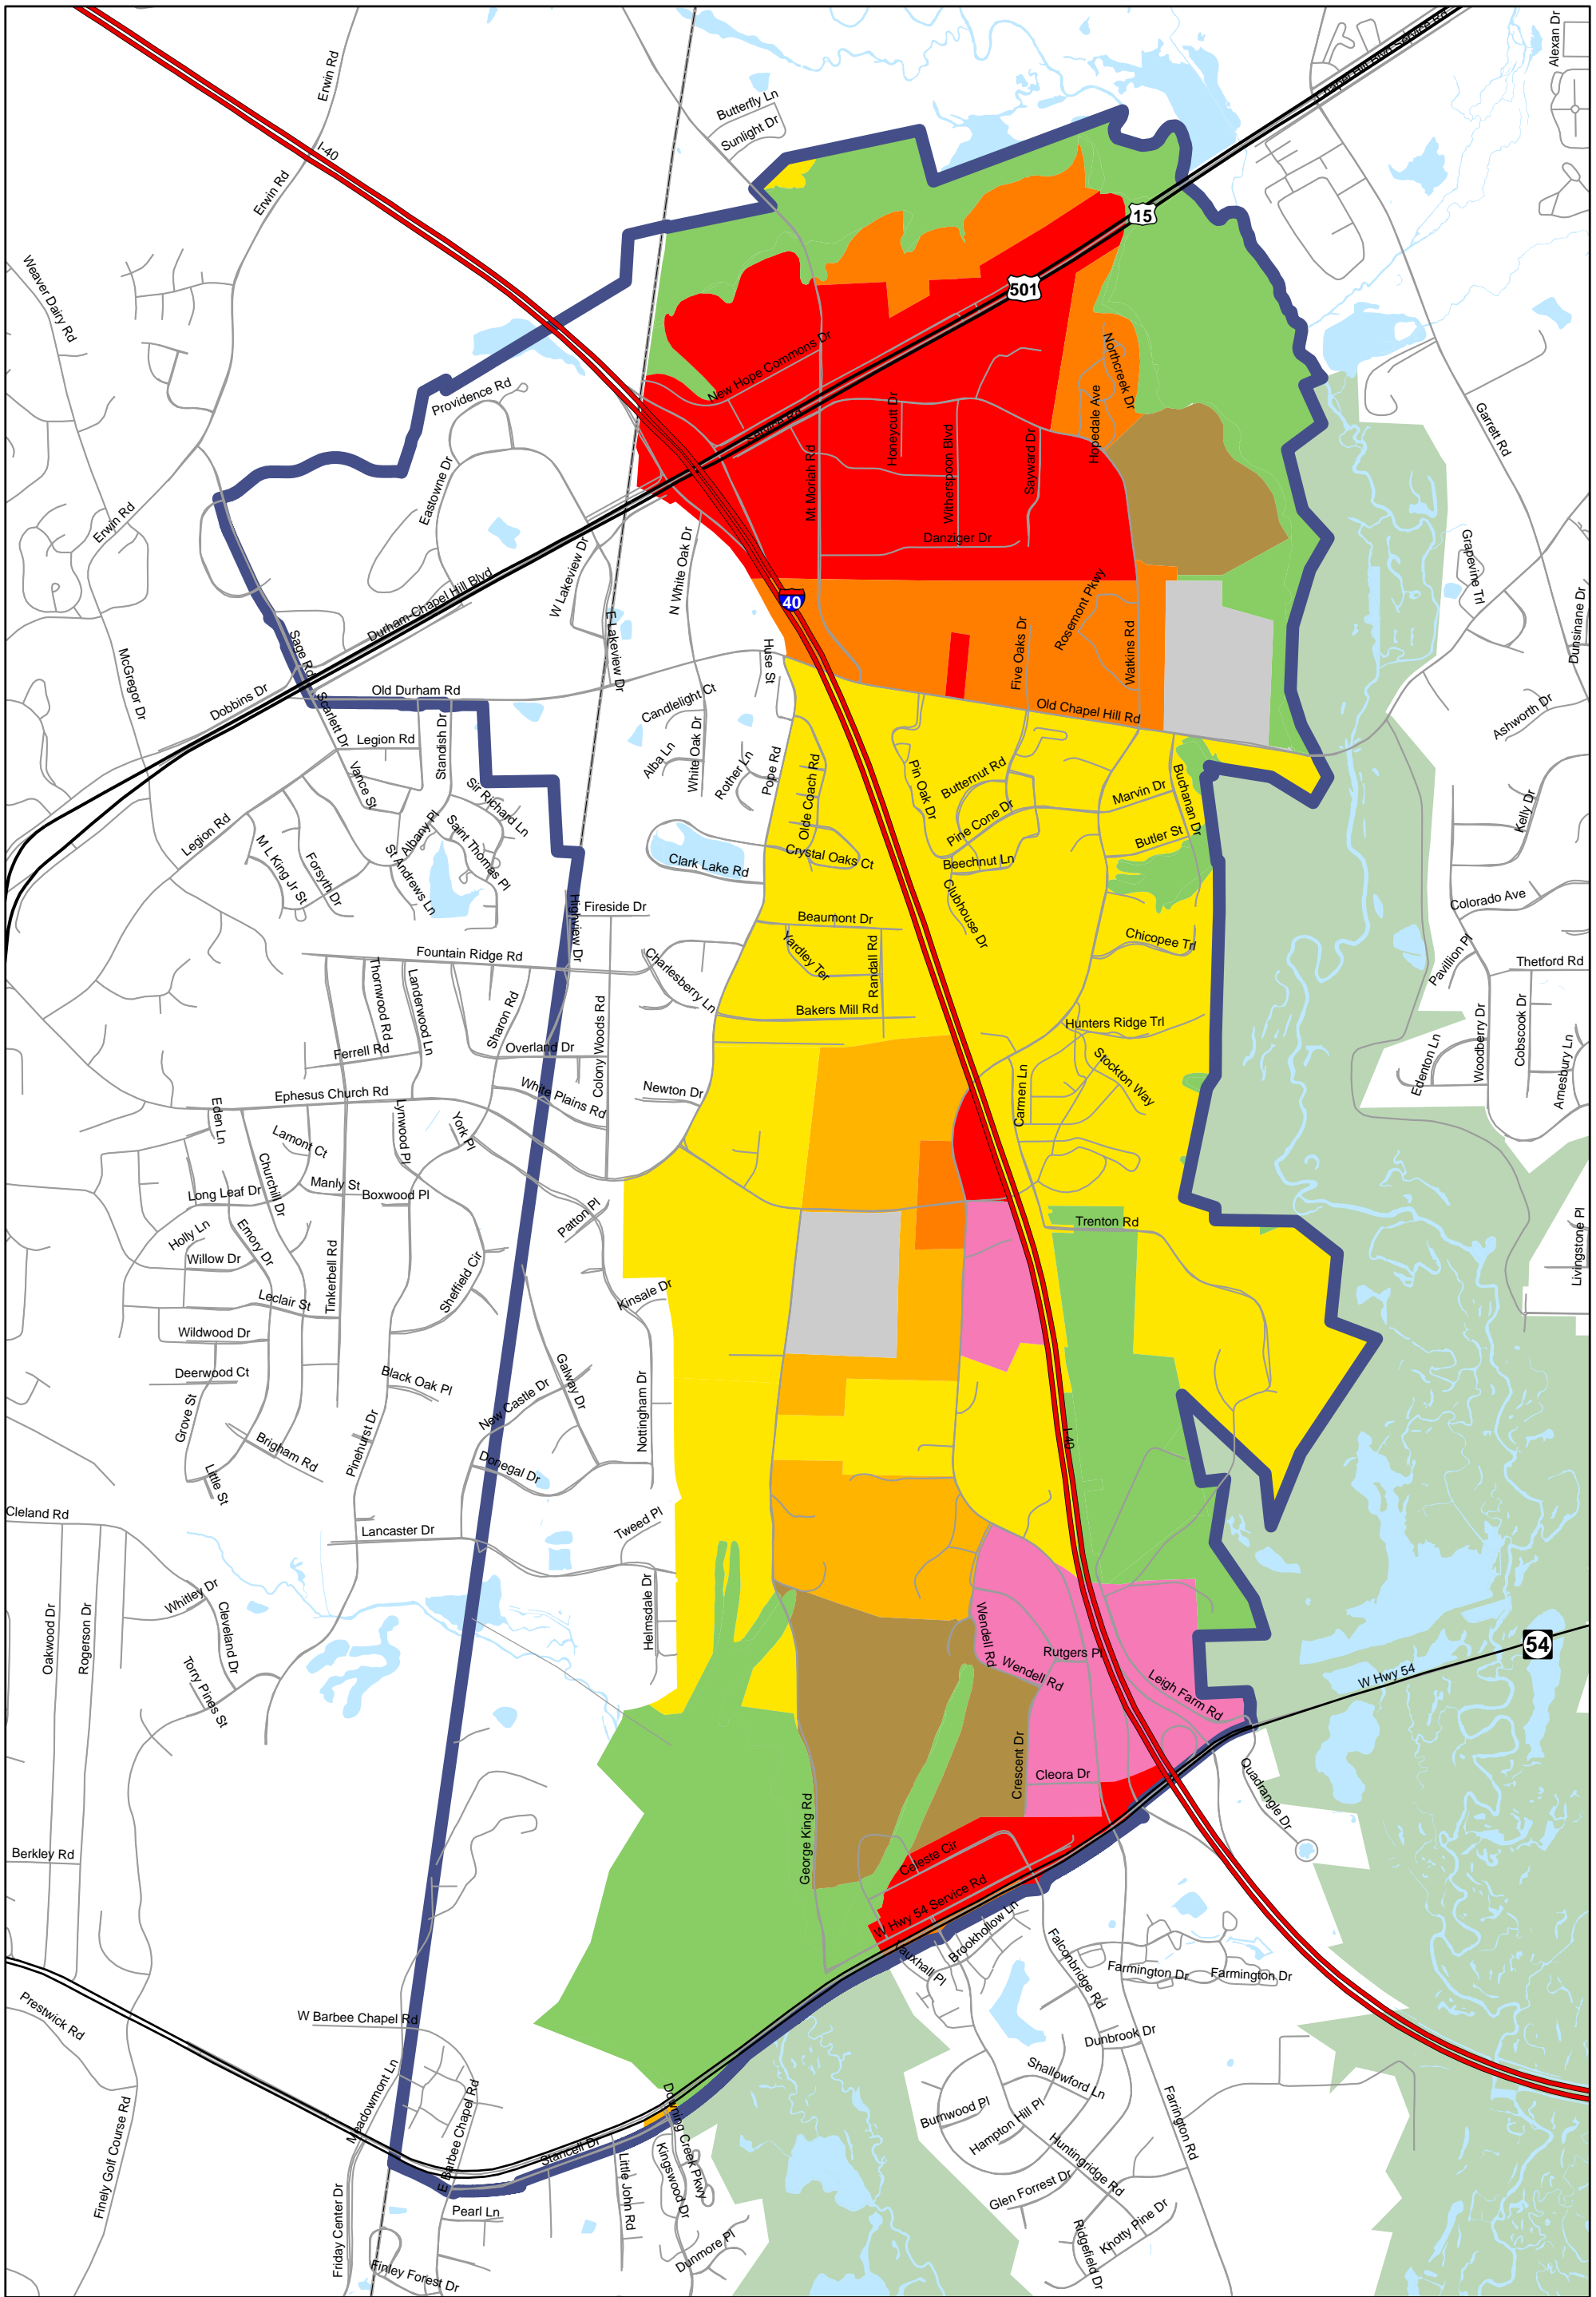 Erwin Rd
Alexan Dr
Butterfly Ln
Sunlight Dr
I-40
Erwin Rd
15
Weaver Dairy Rd
501
New Hope Commons Dr
Northcreek Dr
Providence Rd
Service Rd
Honeycutt Dr
Hopedale Ave
Garrett Rd
Eastowne Dr
Mt Moriah Rd
Witherspoon Blvd
Sayward Dr
Erwin Rd
Danziger Dr
Grapevine Trl
W Lakeview Dr
N White Oak Dr
Durham-Chapel Hill Blvd
40
Rosemont Pkwy
E Lakeview Dr
Huse St
Five Oaks Dr
Watkins Rd
Dunsinane Dr
McGregor Dr
Sage Rd
Old Durham Rd
Dobbins Dr
Scarlett Dr
Candlelight Ct
Old Chapel Hill Rd
Ashworth Dr
Legion Rd
Standish Dr
Alba Ln
White Oak Dr
Rother Ln
Pope Rd
Olde Coach Rd
Pin Oak Dr
Butternut Rd
Vance St
Sir Richard Ln
Marvin Dr
Buchanan Dr
Pine Cone Dr
Kelly Dr
Legion Rd
Albany Pl
Saint Thomas Pl
Butler St
M L King Jr St
Forsyth Dr
St Andrews Ln
Clark Lake Rd
Crystal Oaks Ct
Beechnut Ln
Clubhouse Dr
Colorado Ave
Highview Dr
Fireside Dr
Beaumont Dr
Chicopee Trl
Fountain Ridge Rd
Charlesberry Ln
Yardley Ter
Randall Rd
Pavillion Pl
Thetford Rd
Thornwood Rd
Landerwood Ln
Sharon Rd
Colony Woods Rd
Bakers Mill Rd
Hunters Ridge Trl
Woodberry Dr
Cobscook Dr
Ferrell Rd
Overland Dr
Stockton Way
Edenton Ln
Amesbury Ln
Ephesus Church Rd
White Plains Rd
Newton Dr
Carmen Ln
Eden Ln
Lamont Ct
Lynwood Pl
York Pl
Churchill Dr
Manly St
Long Leaf Dr
Boxwood Pl
Patton Pl
Trenton Rd
Livingstone Pl
Holly Ln
Emory Dr
Willow Dr
Tinkerbell Rd
Sheffield Cir
Leclair St
Kinsale Dr
Wildwood Dr
Deerwood Ct
Black Oak Pl
Galway Dr
New Castle Dr
Nottingham Dr
Grove St
Pinehurst Dr
I-40
Brigham Rd
Donegal Dr
Little St
Cleland Rd
Lancaster Dr
Tweed Pl
Whitley Dr
Oakwood Dr
Rogerson Dr
Cleveland Dr
Helmsdale Dr
Wendell Rd
Rutgers Pl
54
Torry Pines St
Wendell Rd
Leigh Farm Rd
W Hwy 54
Crescent Dr
Cleora Dr
Quadrangle Dr
George King Rd
Berkley Rd
Celeste Cir
W Hwy 54 Service Rd
Brookhollow Ln
Falconbridge Rd
Farmington Dr
Farmington Dr
Prestwick Rd
W Barbee Chapel Rd
Dunbrook Dr
Meadowmont Ln
Shallowford Ln
Downing Creek Pkwy
Burnwood Pl
Hampton Hill Pl
Farrington Rd
Finely Golf Course Rd
E Barbee Chapel Rd
Stancell Dr
Little John Rd
Kingswood Dr
Huntingridge Rd
Glen Forrest Dr
Friday Center Dr
Pearl Ln
Ridgefield Dr
Knotty Pine Dr
Dunmore Pl
Finley Forest Dr